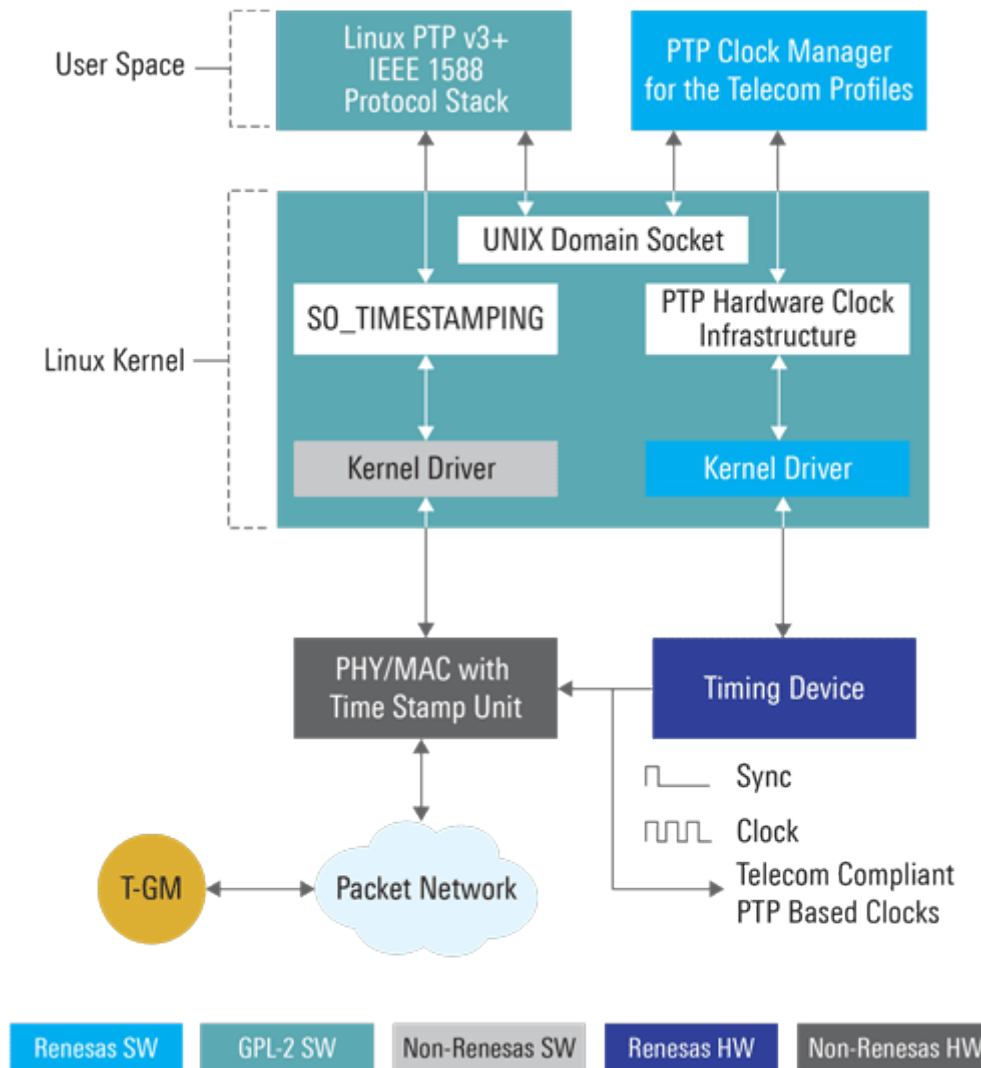 User Space
Linux PTP v3+
IEEE 1588
Protocol Stack
PTP Clock Manager
for the Telecom Profiles
Linux Kernel
UNIX Domain Socket
SO_TIMESTAMPING
PTP Hardware Clock
Infrastructure
Kernel Driver
Kernel Driver
PHY/MAC with
Time Stamp Unit
Timing Device
Sync
Clock
Telecom Compliant
PTP Based Clocks
T-GM
Packet Network
Renesas SW
GPL-2 SW
Non-Renesas SW
Renesas HW
Non-Renesas HW